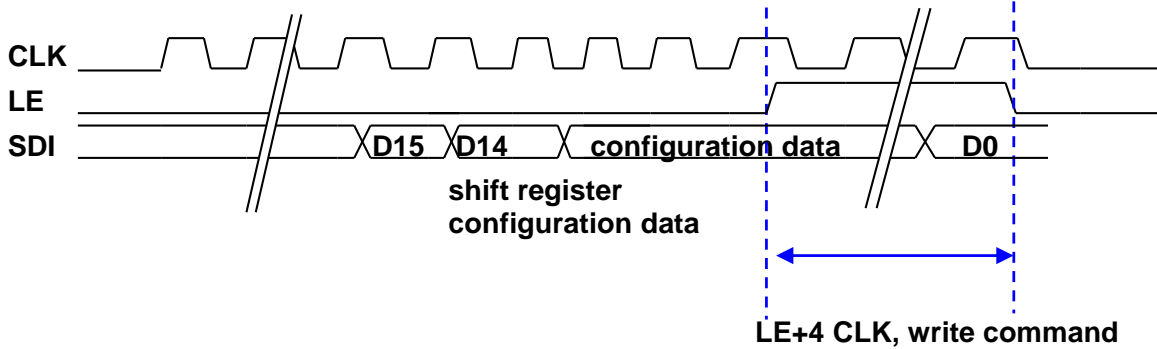 CLK
LE
SDI
D15 D14 configuration data D0
shift register
configuration data
LE+4 CLK, write command